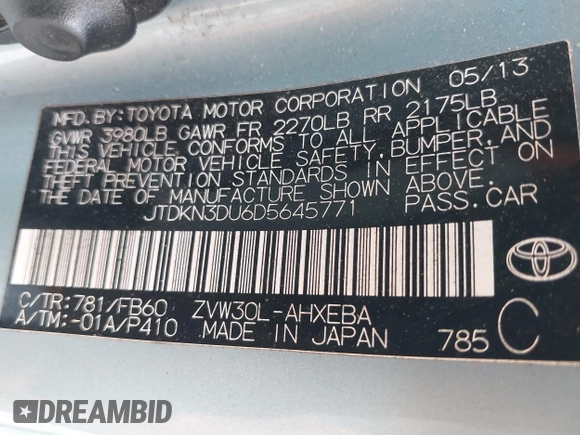 MFD. BY: TOYOTA MOTOR CORPORATION 05/13
GVWR 3980LB GAWR FR 2270LB RR 2175LB
THIS VEHICLE CONFORMS TO ALL APPLICABLE
FEDERAL MOTOR VEHICLE SAFETY, BUMPER, AND
THEFT PREVENTION STANDARDS IN EFFECT ON
THE DATE OF MANUFACTURE SHOWN ABOVE.
JTDKN3DU6D5645771 PASS. CAR
C/TR: 781/FB60 ZVW30L-AHXEBA
A/TM: -01A/P410 MADE IN JAPAN 785 C
TOYOTA
DREAMBID